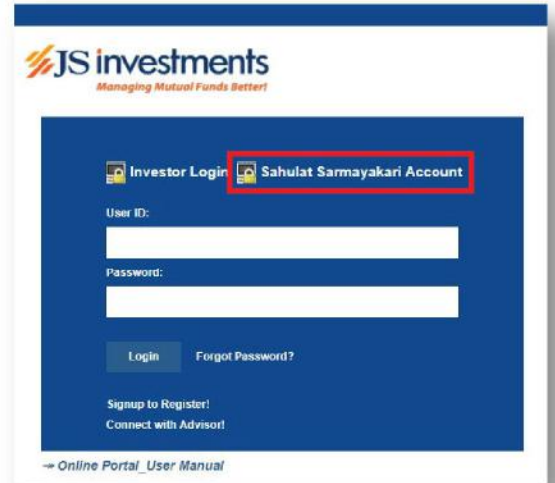 JS investments
Managing Mutual Funds Better!
Investor Login Sahulat Sarmayakari Account
User ID:
Password:
Login Forgot Password?
Signup to Register!
Connect with Advisor!
Online Portal_User Manual